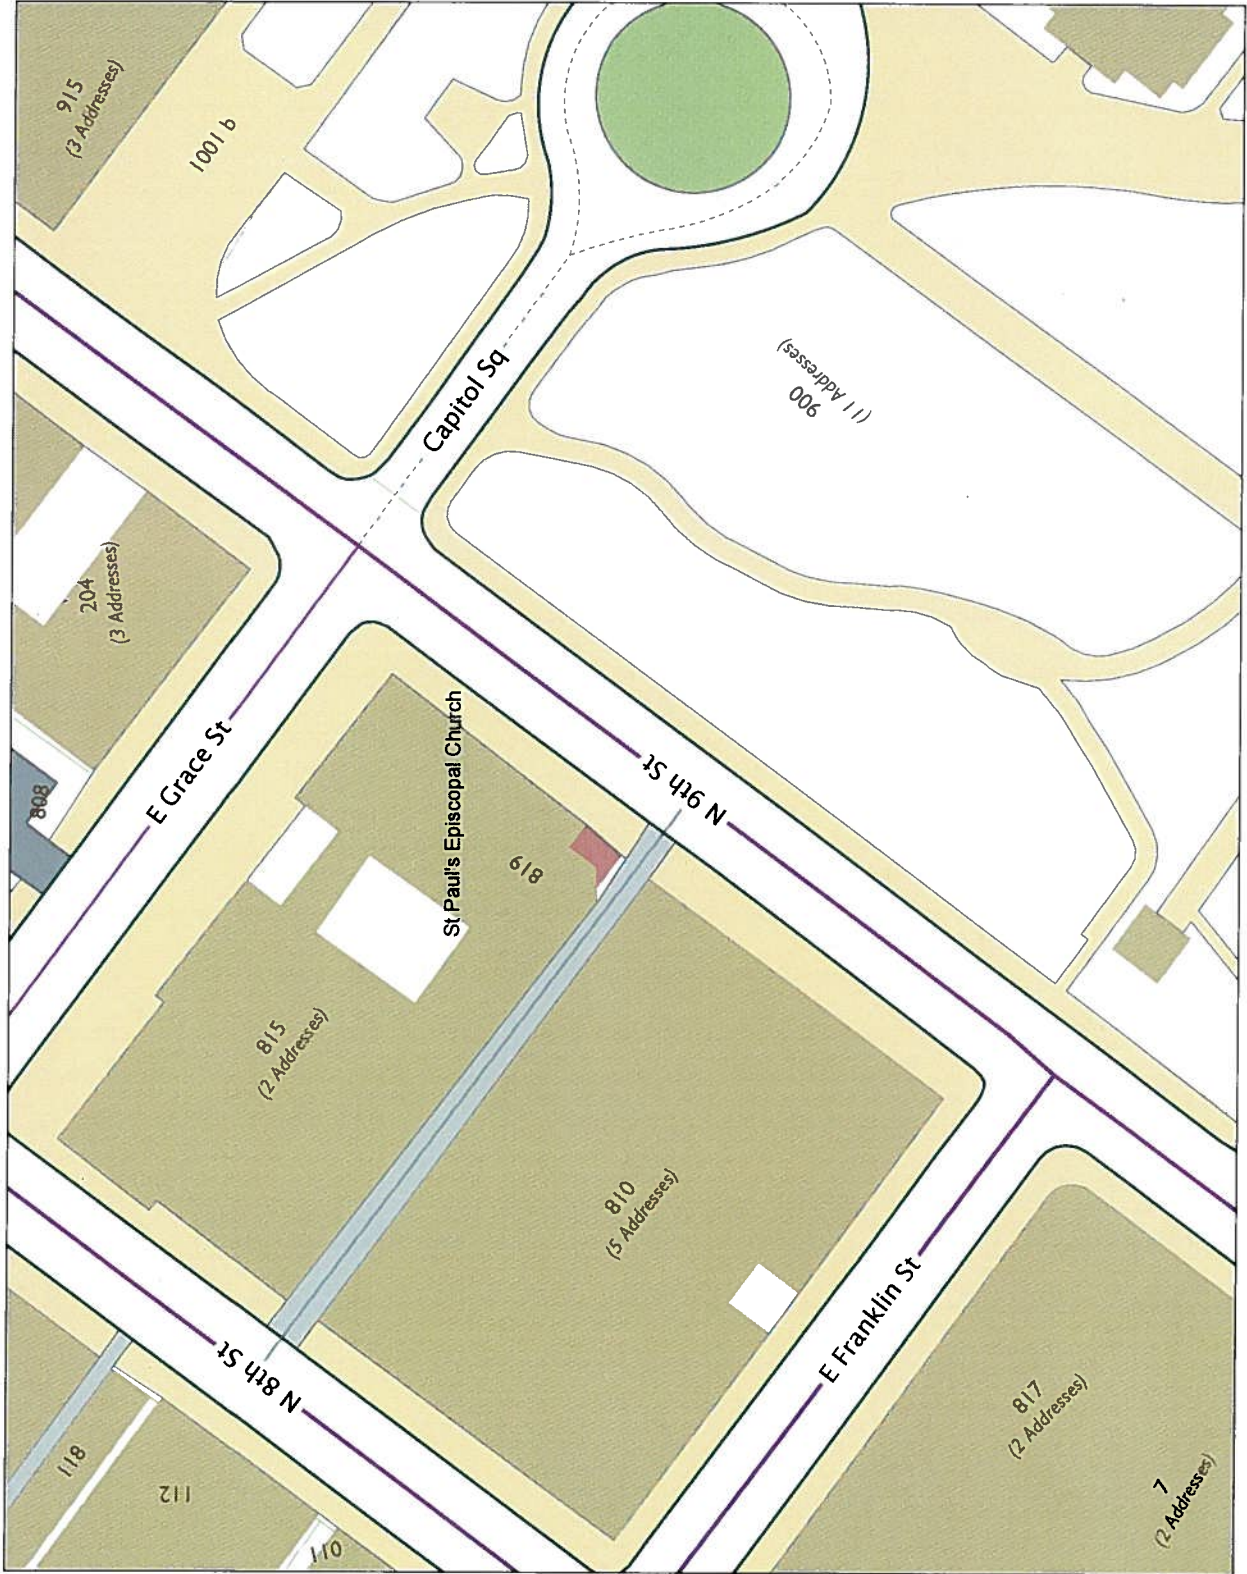 915
(3 Addresses)
1001 b
Capitol Sq
900
(11 Addresses)
204
(3 Addresses)
808
E Grace St
St Paul's Episcopal Church
819
N 9th St
815
(2 Addresses)
810
(5 Addresses)
E Franklin St
N 8th St
118
112
110
817
(2 Addresses)
7
(2 Addresses)